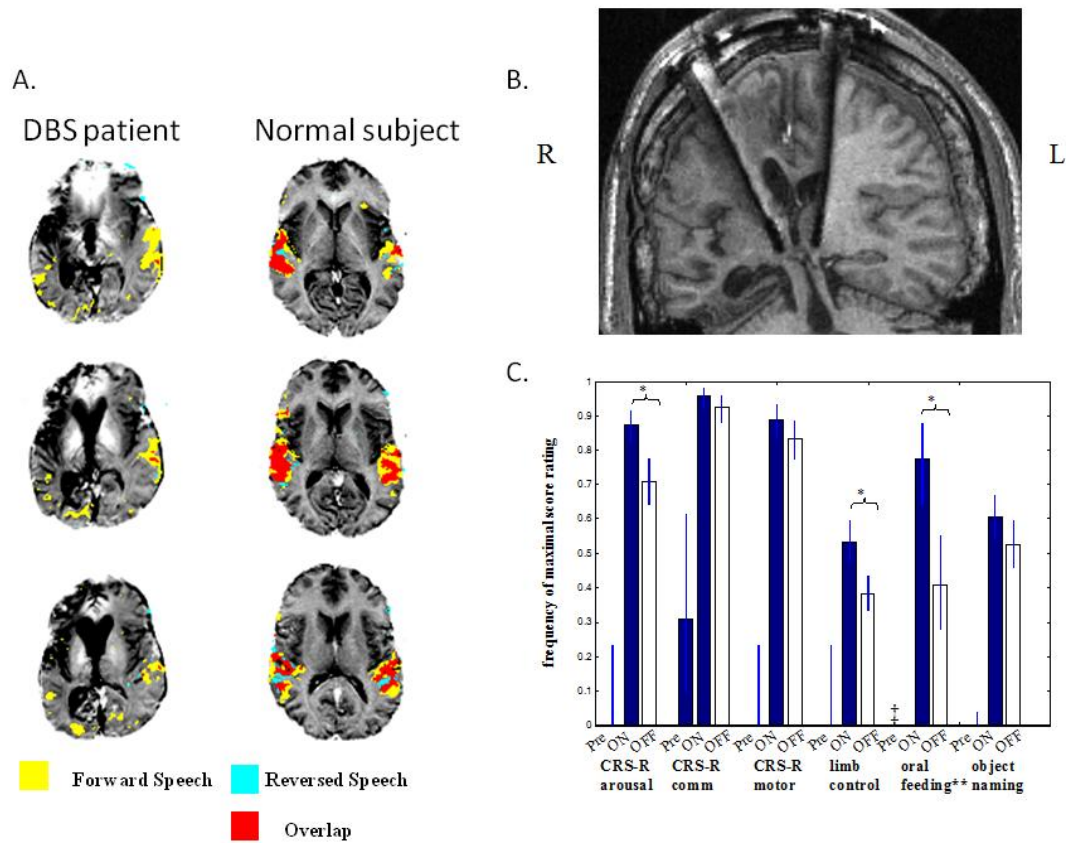 A.
DBS patient
Normal subject
Forward Speech
Reversed Speech
Overlap
B.
R
L
C.
frequency of maximal score rating
1
0.9
0.8
0.7
0.6
0.5
0.4
0.3
0.2
0.1
0
*
*
*
‡
Pre ON OFF Pre ON OFF Pre ON OFF Pre ON OFF Pre ON OFF Pre ON OFF
CRS-R CRS-R CRS-R limb oral object
arousal comm motor control feeding** naming